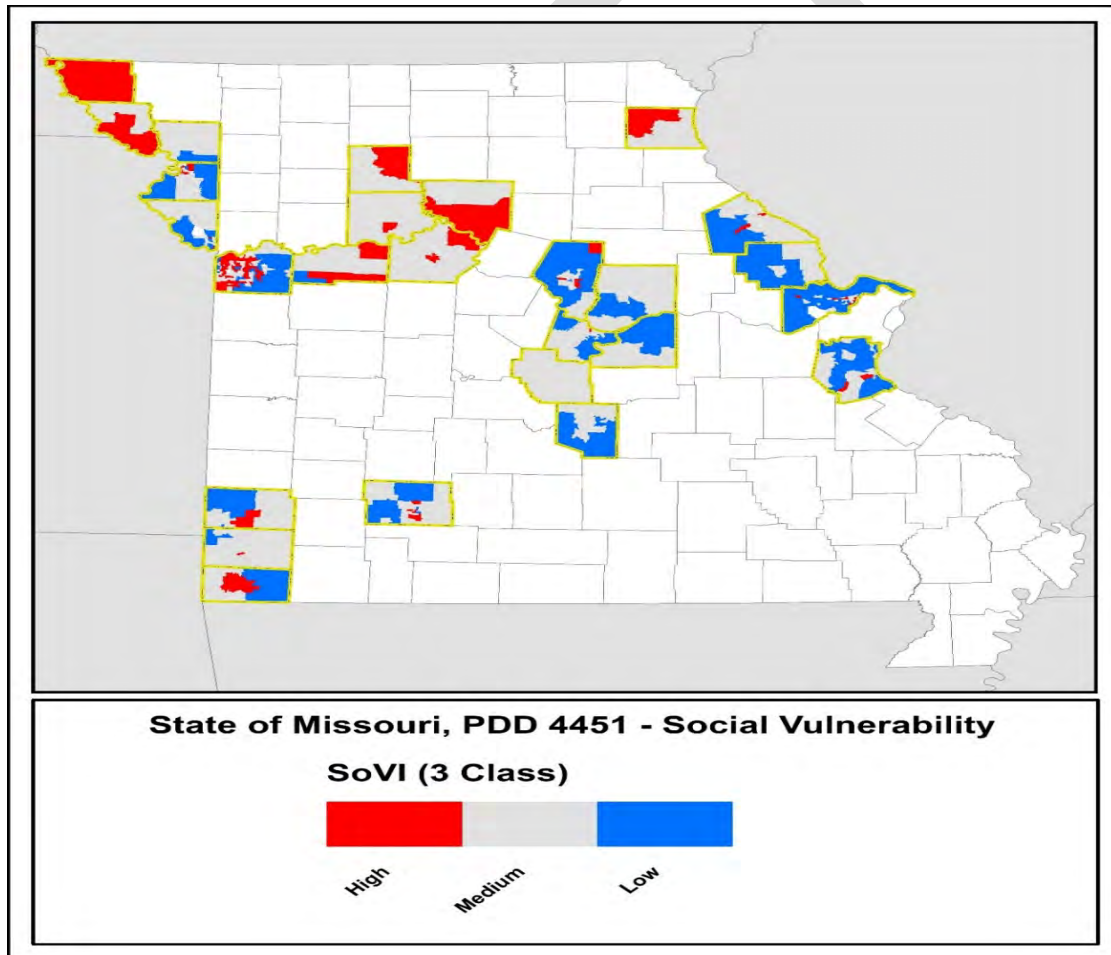 State of Missouri, PDD 4451 - Social Vulnerability
SoVI (3 Class)
High
Medium
Low